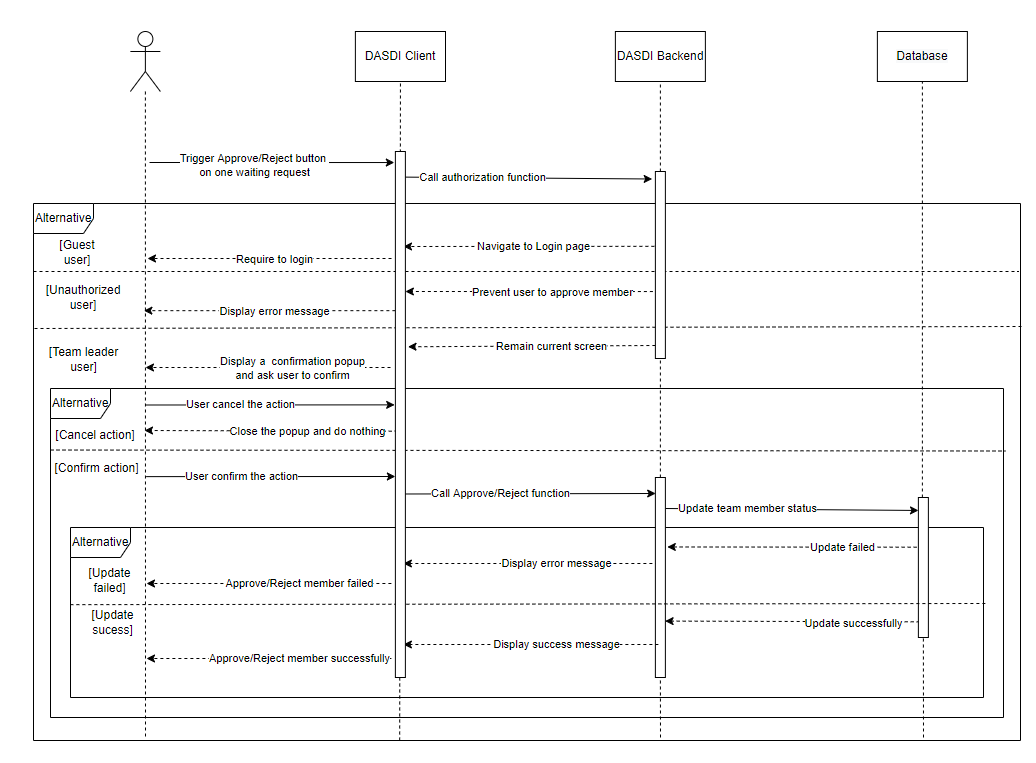 DASDI Client
DASDI Backend
Database
Trigger Approve/Reject button
on one waiting request
Call authorization function
Alternative
[Guest
user]
Navigate to Login page
Require to login
[Unauthorized
user]
Prevent user to approve member
Display error message
[Team leader
user]
Remain current screen
Display a confirmation popup
and ask user to confirm
Alternative
User cancel the action
[Cancel action]
Close the popup and do nothing
[Confirm action]
User confirm the action
Call Approve/Reject function
Update team member status
Alternative
Update failed
Display error message
[Update
failed]
Approve/Reject member failed
[Update
sucess]
Update successfully
Display success message
Approve/Reject member successfully